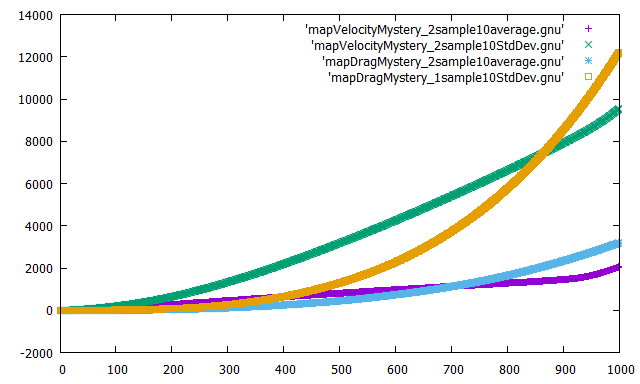 14000
12000
10000
8000
6000
4000
2000
0
-2000
'mapVelocityMystery_2sample10average.gnu'
'mapVelocityMystery_2sample10StdDev.gnu'
'mapDragMystery_2sample10average.gnu'
'mapDragMystery_1sample10StdDev.gnu'
0 100 200 300 400 500 600 700 800 900 1000